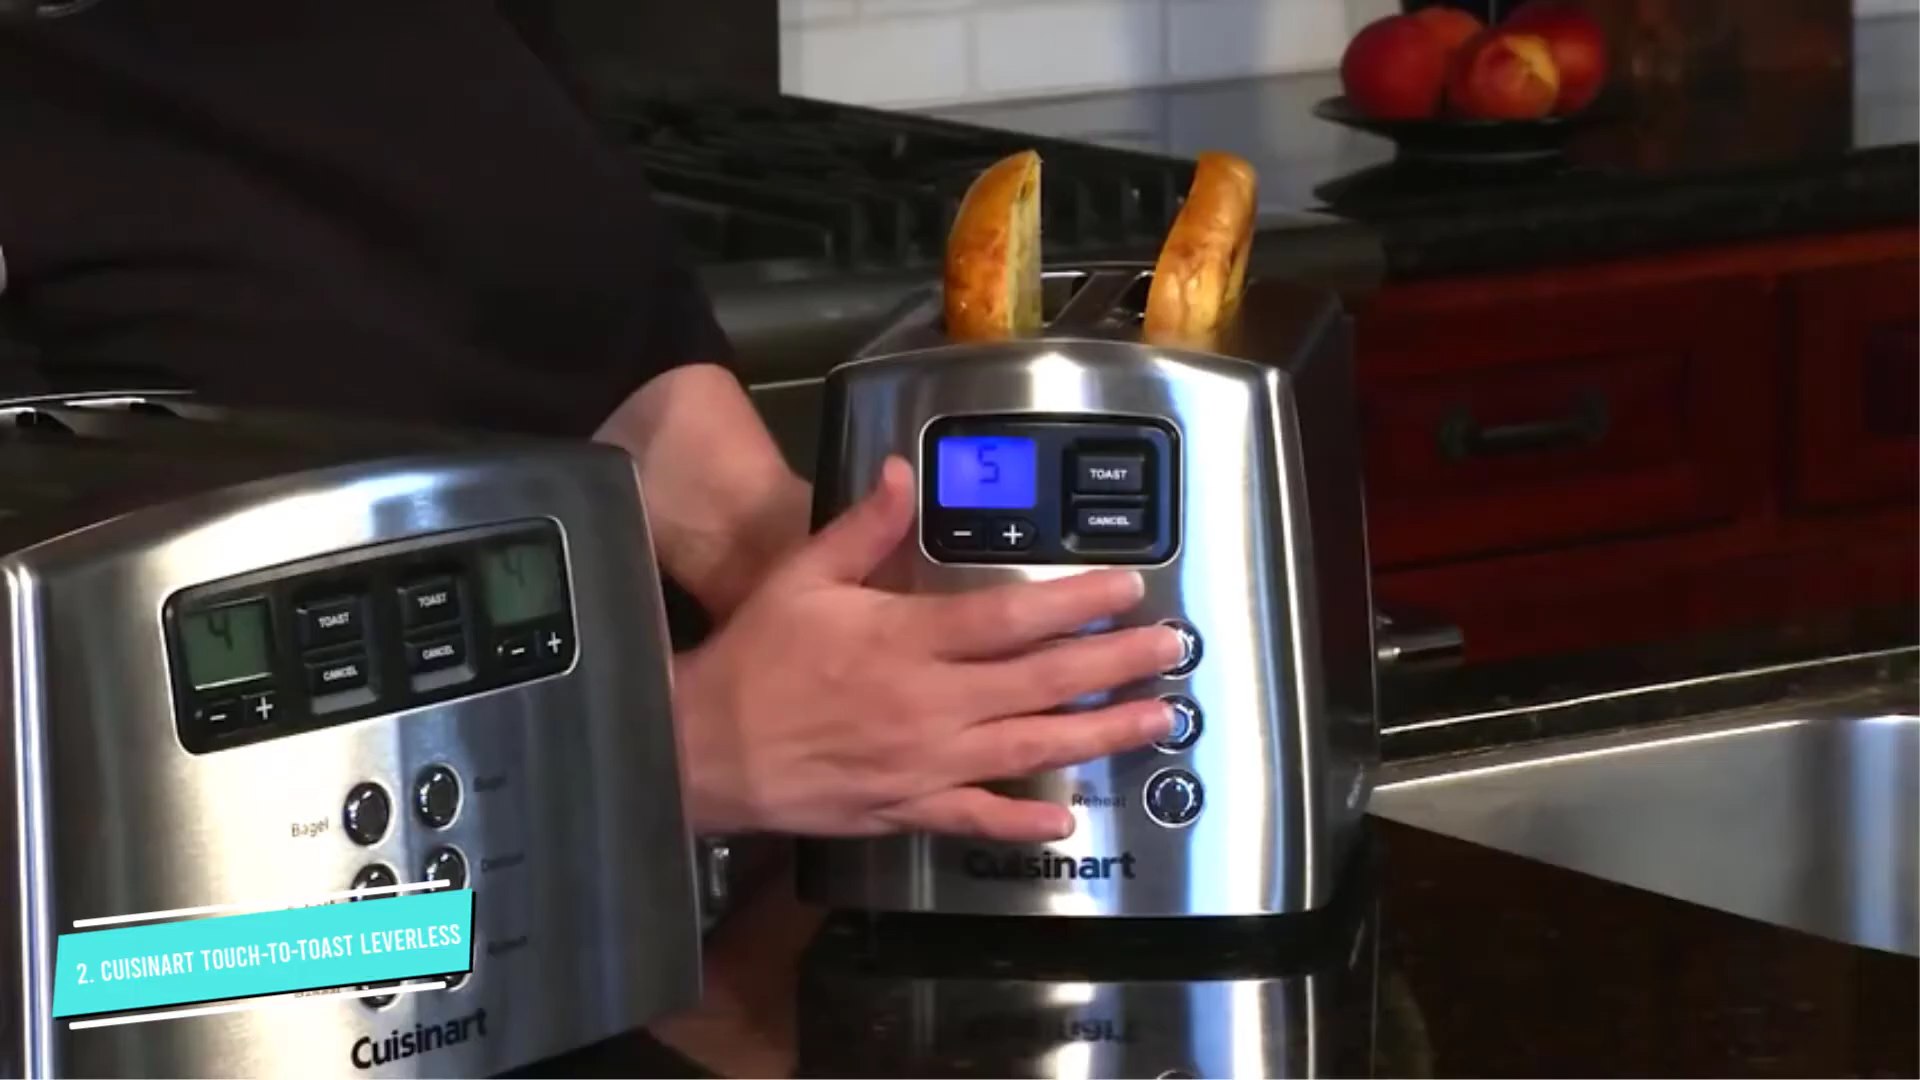 5
TOAST
CANCEL
− +
Reheat
Cuisinart
4
TOAST
CANCEL
− +
TOAST
CANCEL
4
− +
Bagel
Bagel
Cuisinart
2. CUISINART TOUCH-TO-TOAST LEVERLESS